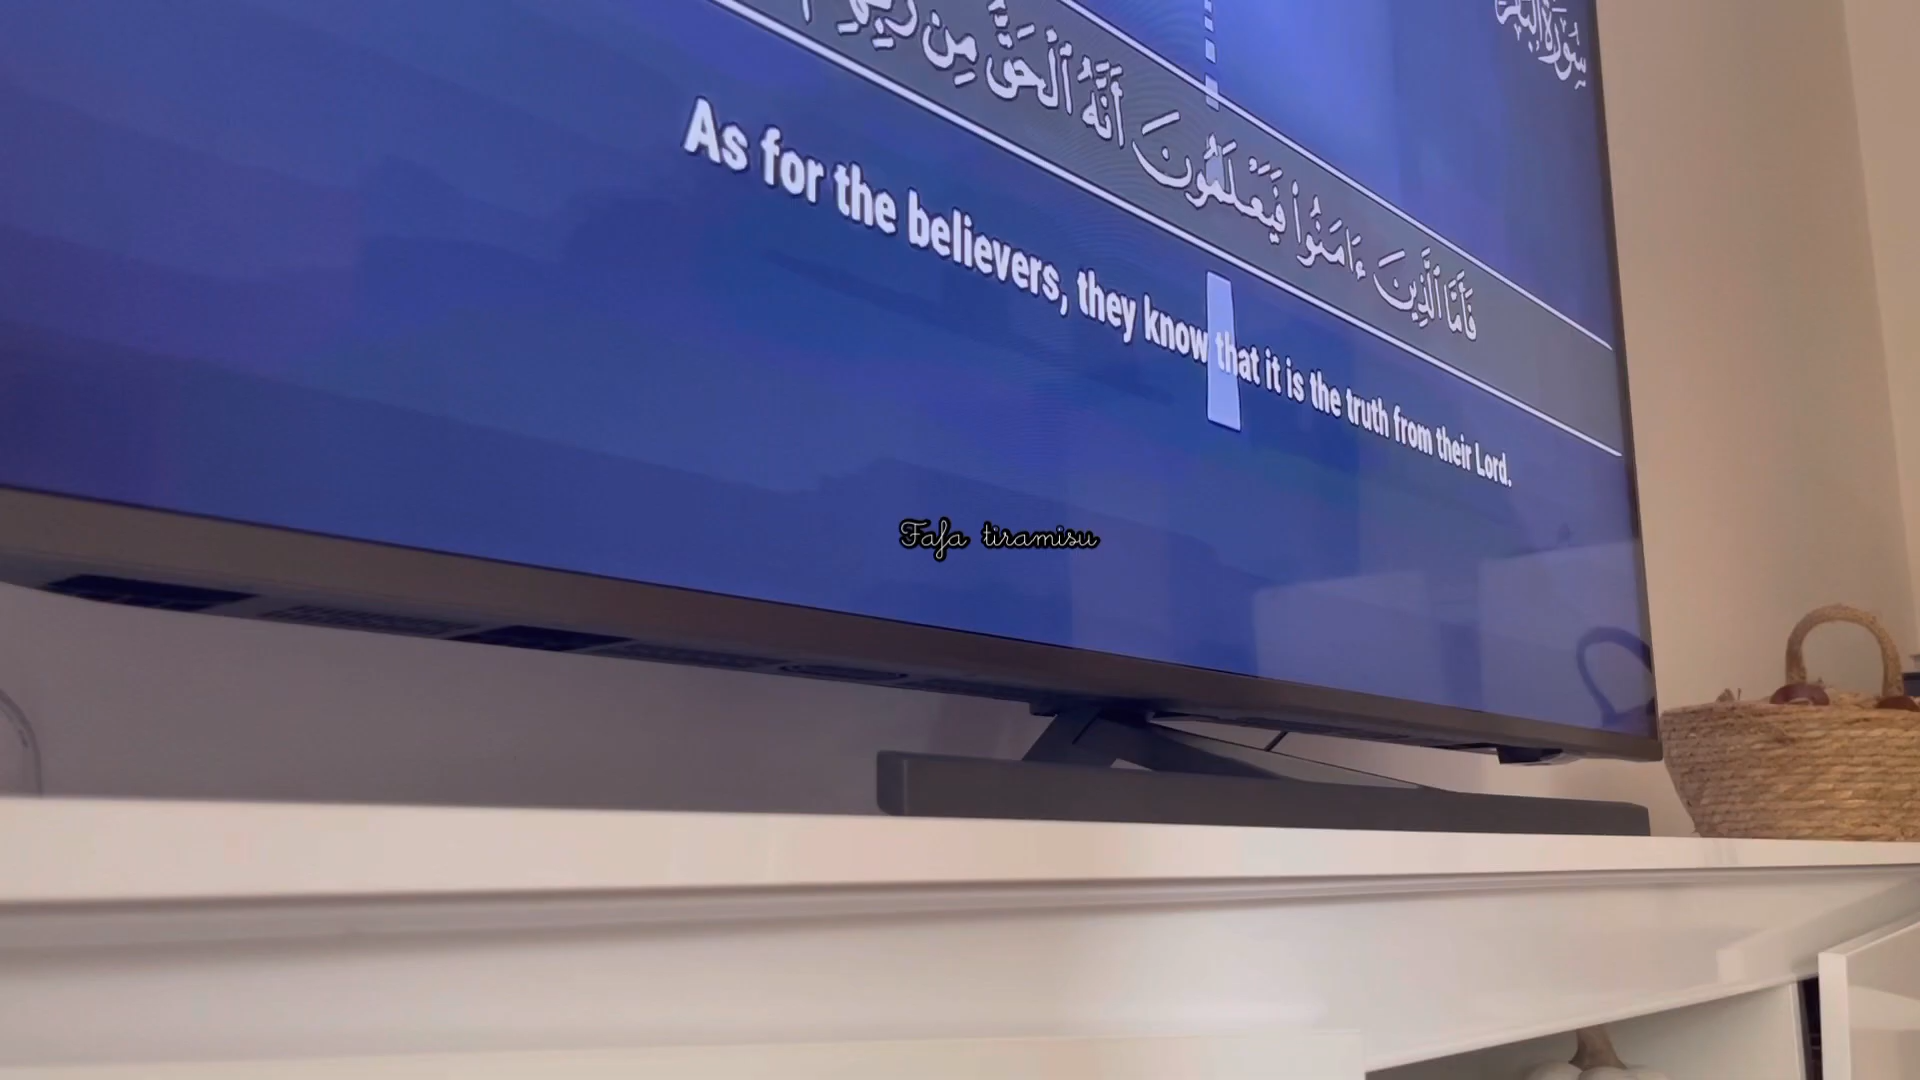 سُورَةُ البَقَرَةِ
فَأَمَّا ٱلَّذِينَ ءَامَنُوا۟ فَيَعْلَمُونَ أَنَّهُ ٱلْحَقُّ مِن رَّبِّهِمْ
As for the believers, they know that it is the truth from their Lord.
Fafa tiramisu